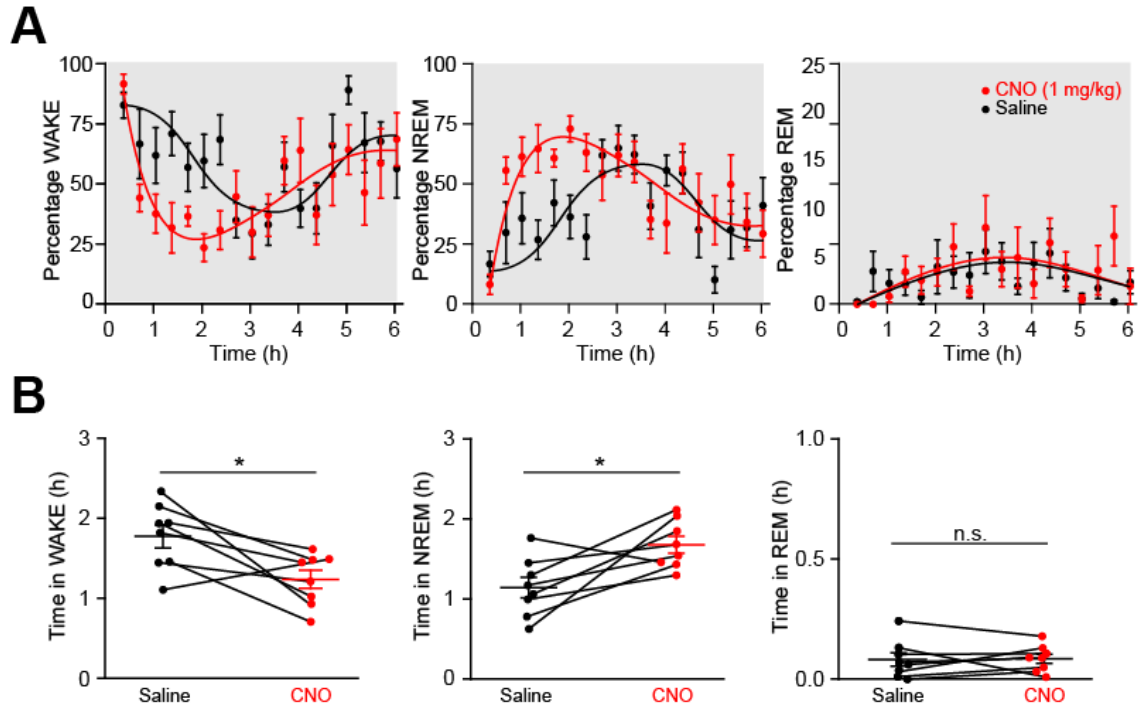 A
Percentage WAKE
100
75
50
25
0
0 1 2 3 4 5 6
Time (h)
Percentage NREM
100
75
50
25
0
0 1 2 3 4 5 6
Time (h)
Percentage REM
25
20
15
10
5
0
0 1 2 3 4 5 6
Time (h)
CNO (1 mg/kg)
Saline
B
Time in WAKE (h)
3
2
1
0
*
Saline CNO
Time in NREM (h)
3
2
1
0
*
Saline CNO
Time in REM (h)
1.0
0.5
0.0
n.s.
Saline CNO